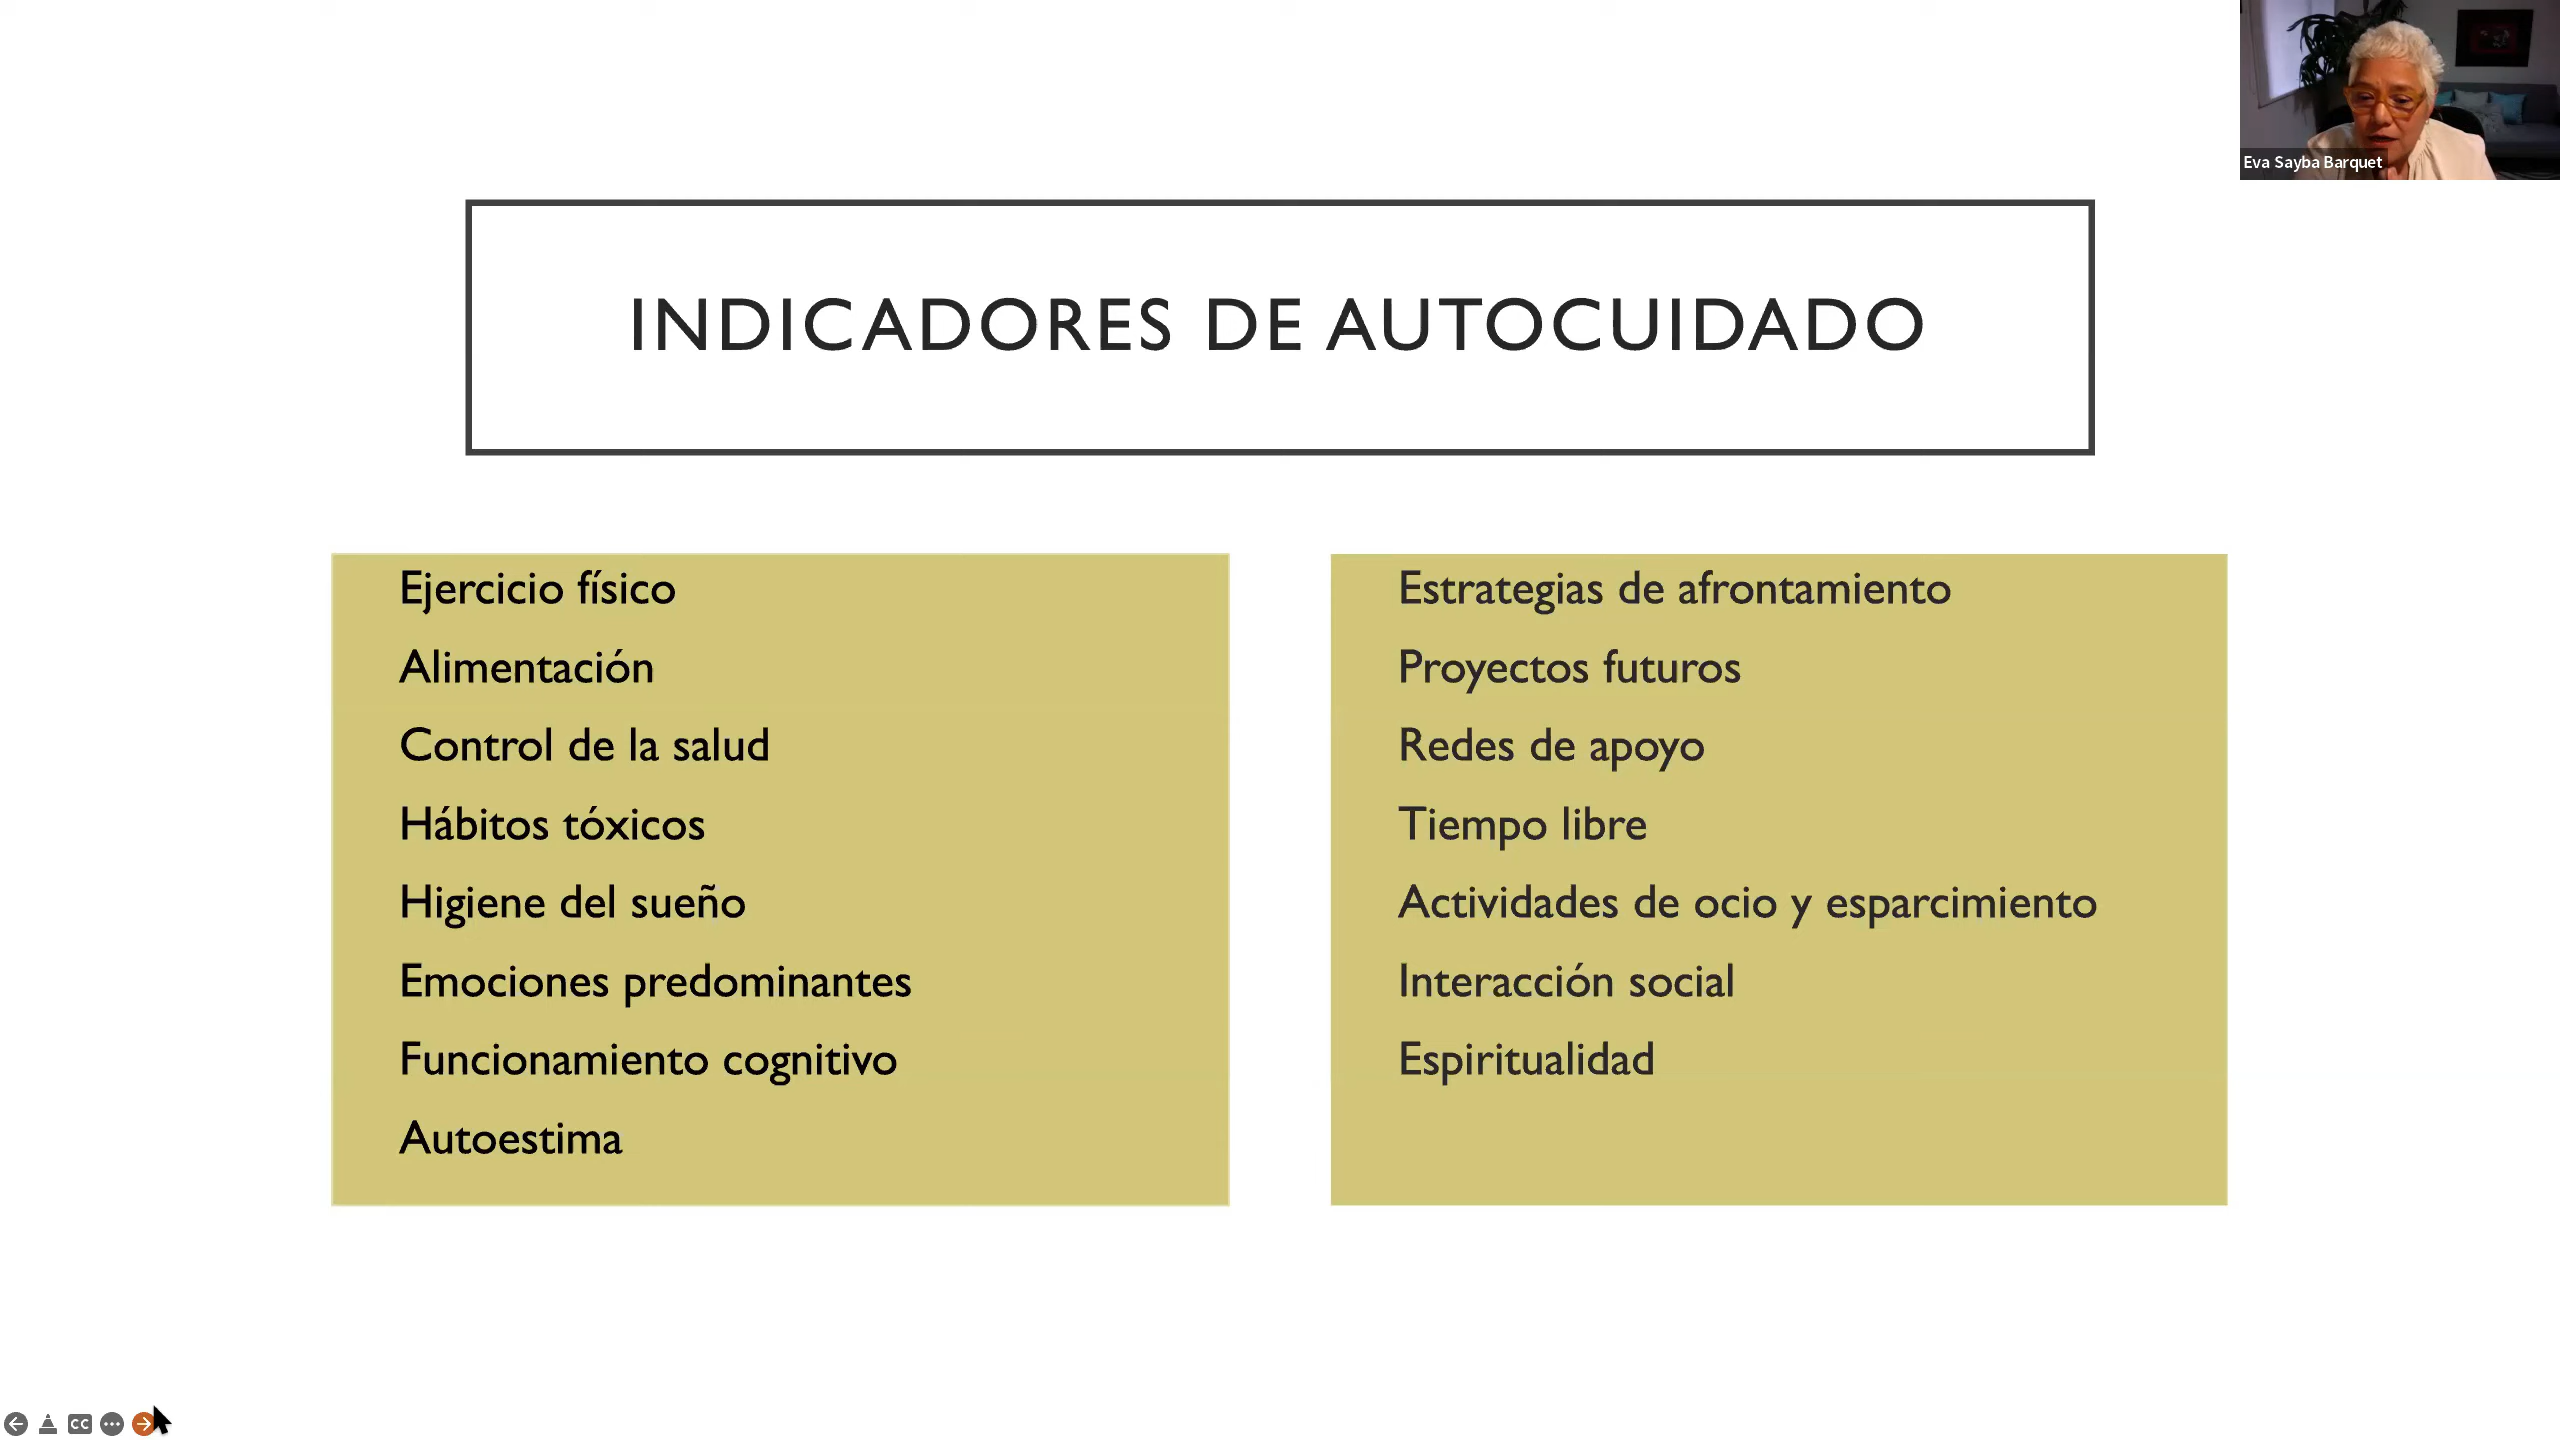 Eva Sayba Barquet
INDICADORES DE AUTOCUIDADO
Ejercicio físico
Alimentación
Control de la salud
Hábitos tóxicos
Higiene del sueño
Emociones predominantes
Funcionamiento cognitivo
Autoestima
Estrategias de afrontamiento
Proyectos futuros
Redes de apoyo
Tiempo libre
Actividades de ocio y esparcimiento
Interacción social
Espiritualidad
CC